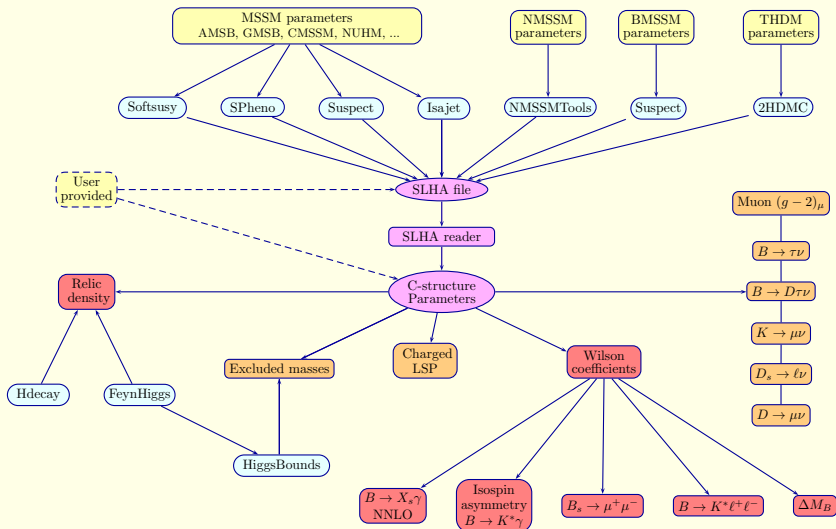 MSSM parameters
AMSB, GMSB, CMSSM, NUHM, ...
NMSSM
parameters
BMSSM
parameters
THDM
parameters
Softsusy
SPheno
Suspect
Isajet
NMSSMTools
Suspect
2HDMC
User
provided
SLHA file
Muon (g − 2)μ
SLHA reader
B → τν
Relic
density
C-structure
Parameters
B → Dτν
K → μν
Excluded masses
Charged
LSP
Wilson
coefficients
Ds → ℓν
Hdecay
FeynHiggs
D → μν
HiggsBounds
B → Xsγ
NNLO
Isospin
asymmetry
B → K*γ
Bs → μ⁺μ⁻
B → K*ℓ⁺ℓ⁻
ΔMB